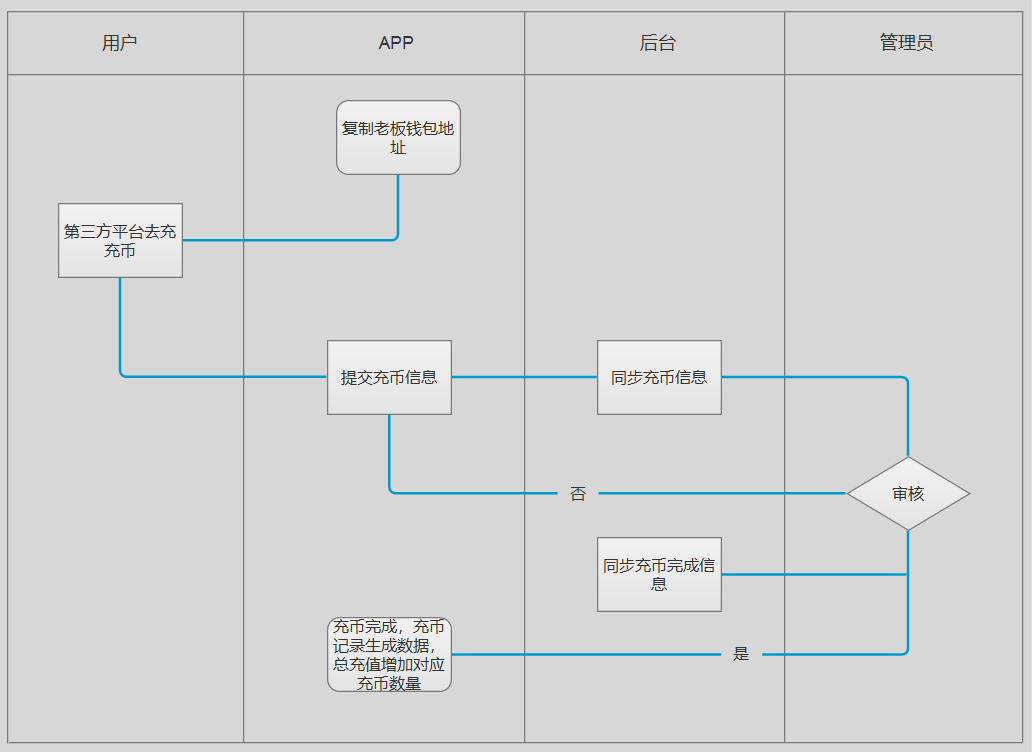 用户
APP
后台
管理员
复制老板钱包地
址
第三方平台去充
充币
提交充币信息
同步充币信息
否
审核
同步充币完成信
息
充币完成，充币
记录生成数据，
总充值增加对应
充币数量
是